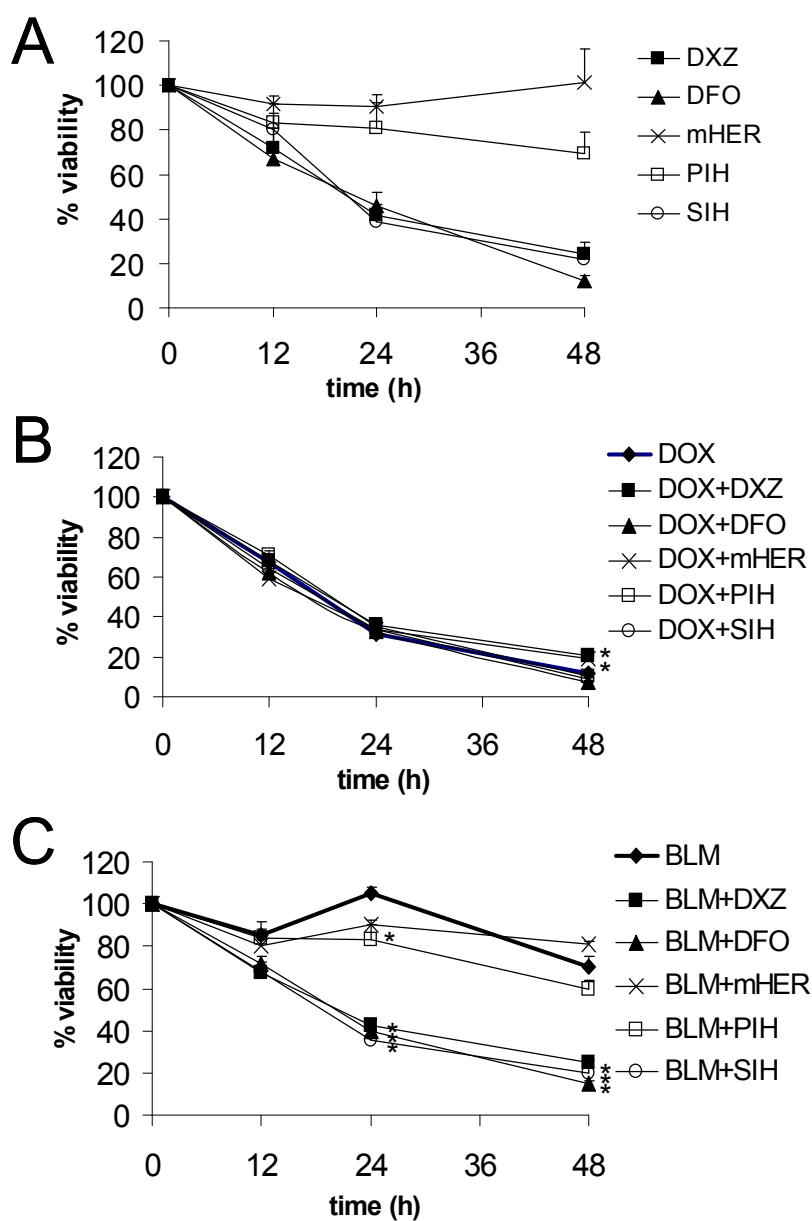 A
120
100
80
60
40
20
0
% viability
0 12 24 36 48
time (h)
DXZ
DFO
mHER
PIH
SIH
B
120
100
80
60
40
20
0
% viability
0 12 24 36 48
time (h)
DOX
DOX+DXZ
DOX+DFO
DOX+mHER
DOX+PIH
DOX+SIH
*
*
C
120
100
80
60
40
20
0
% viability
0 12 24 36 48
time (h)
BLM
BLM+DXZ
BLM+DFO
BLM+mHER
BLM+PIH
BLM+SIH
*
*
*
*
*
*
*